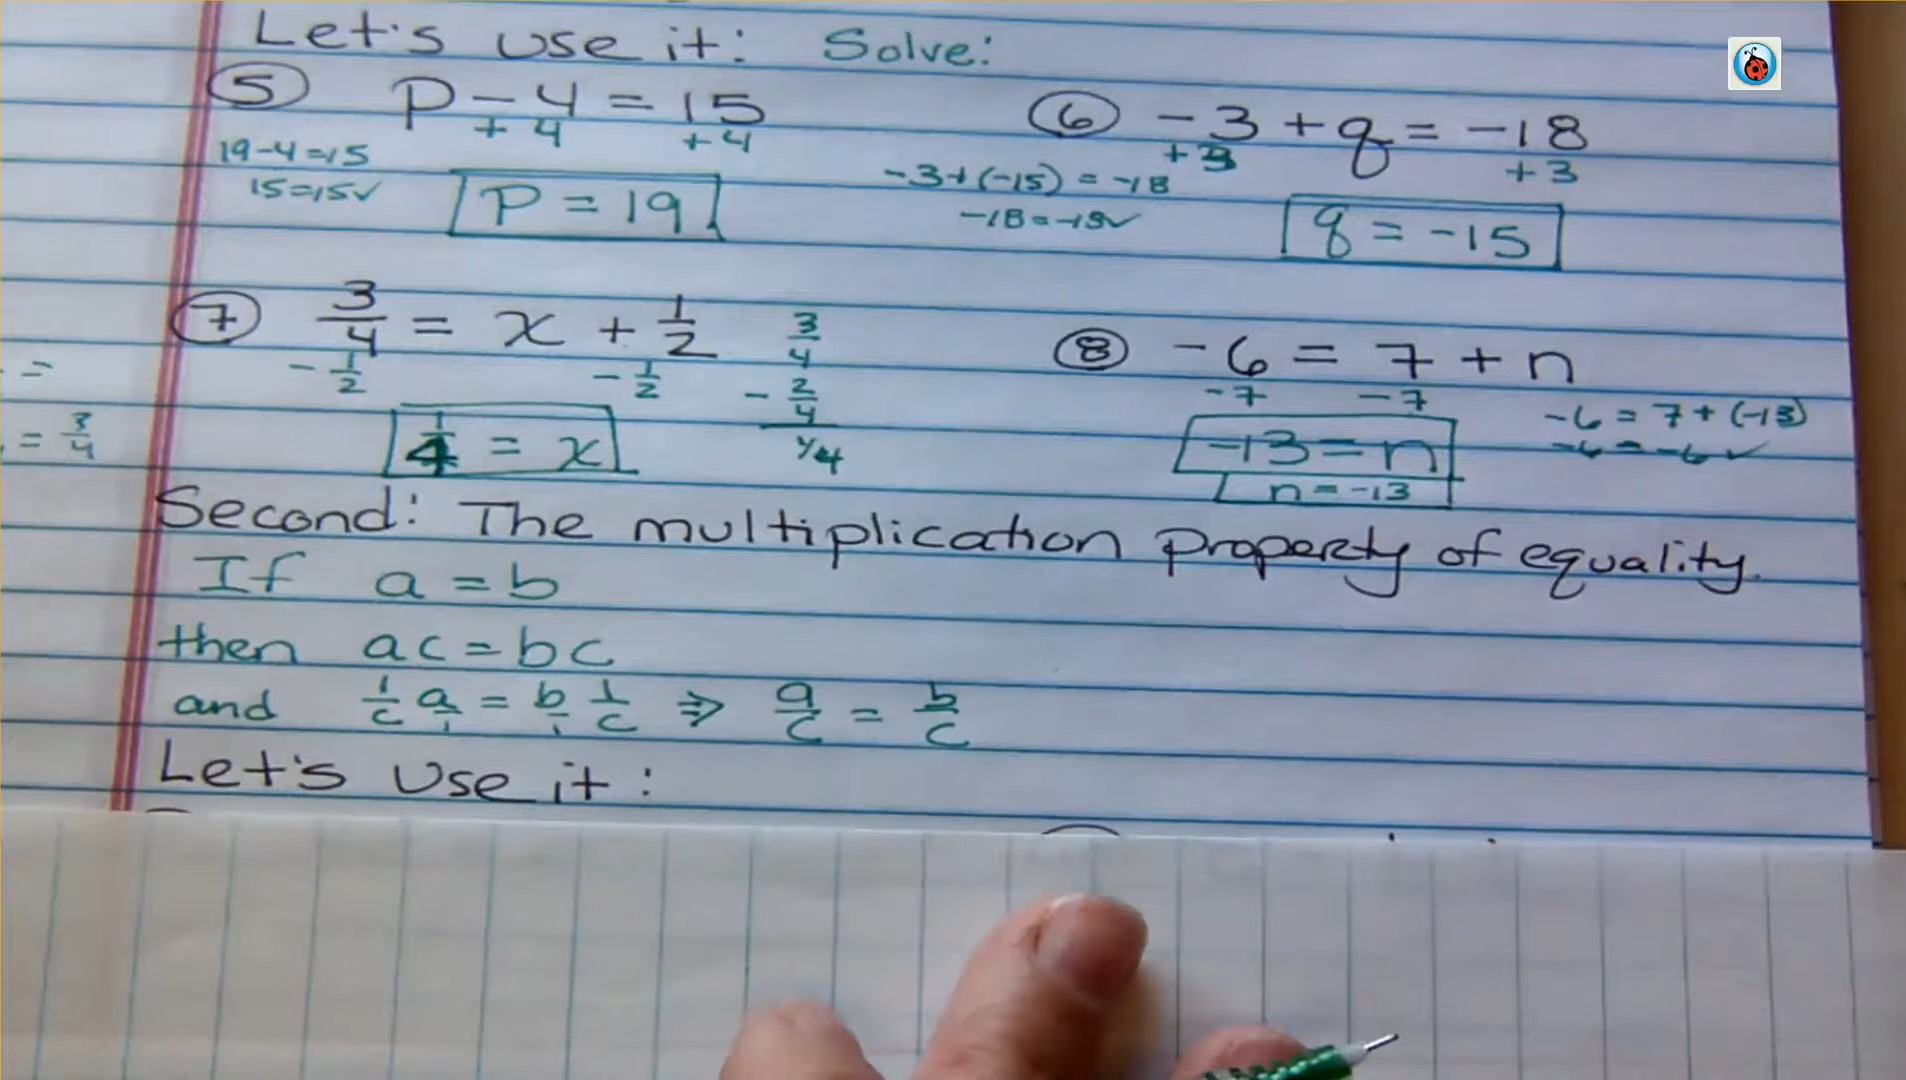 Let's use it: Solve:
5 P - 4 = 15
+ 4 + 4
19 - 4 = 15
15 = 15 ✓
P = 19
6 -3 + q = -18
+3 +3
-3 + (-15) = -18
-18 = -18 ✓
q = -15
7 3/4 = x + 1/2
- 1/2 - 1/2
1/4 = x
3/4
- 2/4
1/4
=
= 3/4
8 -6 = 7 + n
-7 -7
-13 = n
n = -13
-6 = 7 + (-13)
-6 = -6 ✓
Second: The multiplication property of equality.
If a = b
then ac = bc
and 1/c a/1 = b/1 1/c ⇒ a/c = b/c
Let's Use it: